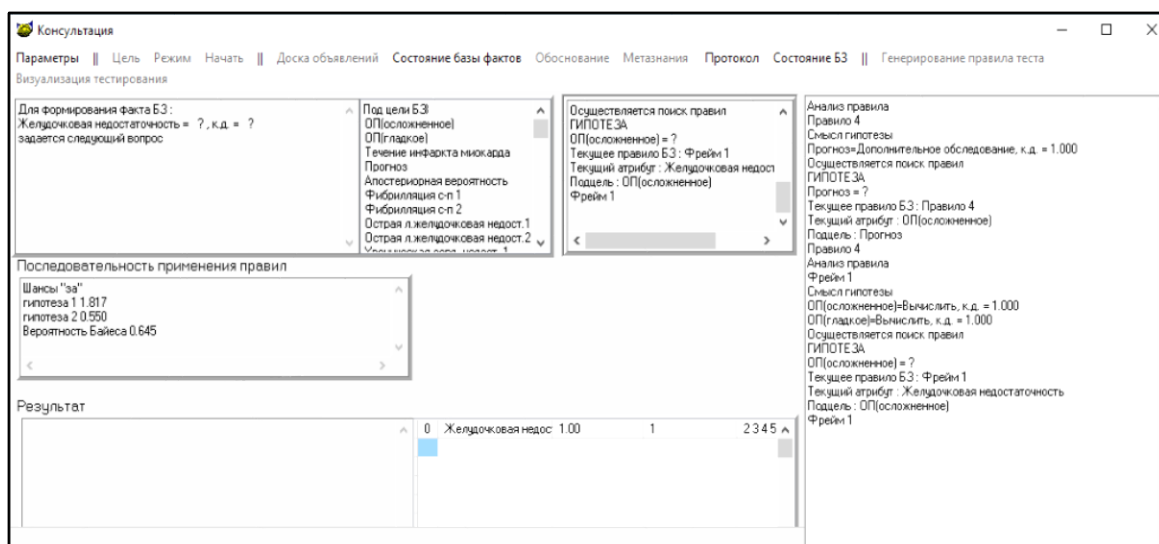 Консультация
Параметры || Цель Режим Начать || Доска объявлений Состояние базы фактов Обоснование Метазнания Протокол Состояние БЗ || Генерирование правила теста
Визуализация тестирования
Для формирования факта БЗ :
Желудочковая недостаточность = ? , к.д. = ?
задается следующий вопрос
Под цели БЗ
ОП(осложненное)
ОП(гладкое)
Течение инфаркта миокарда
Прогноз
Апостериорная вероятность
Фибрилляция с-п 1
Фибрилляция с-п 2
Острая л.желудочковая недост.1
Острая л.желудочковая недост.2
Осуществляется поиск правил
ГИПОТЕЗА
ОП(осложненное) = ?
Текущее правило БЗ : Фрейм 1
Текущий атрибут : Желудочковая недост
Подцель : ОП(осложненное)
Фрейм 1
Анализ правила
Правило 4
Смысл гипотезы
Прогноз=Дополнительное обследование, к.д. = 1.000
Осуществляется поиск правил
ГИПОТЕЗА
Прогноз = ?
Текущее правило БЗ : Правило 4
Текущий атрибут : ОП(осложненное)
Подцель : Прогноз
Правило 4
Анализ правила
Фрейм 1
Смысл гипотезы
ОП(осложненное)=Вычислить, к.д. = 1.000
ОП(гладкое)=Вычислить, к.д. = 1.000
Осуществляется поиск правил
ГИПОТЕЗА
ОП(осложненное) = ?
Текущее правило БЗ : Фрейм 1
Текущий атрибут : Желудочковая недостаточность
Подцель : ОП(осложненное)
Фрейм 1
Последовательность применения правил
Шансы "за"
гипотеза 1 1.817
гипотеза 2 0.550
Вероятность Байеса 0.645
Результат
0 Желудочковая недос 1.00 1 2 3 4 5